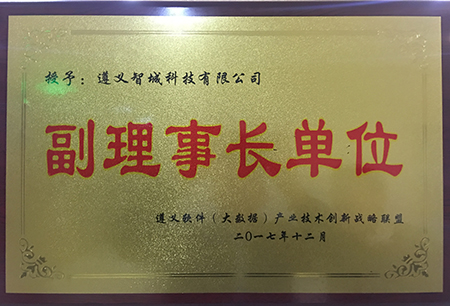 授予：遵义智城科技有限公司
副理事长单位
遵义软件（大数据）产业技术创新战略联盟
二〇一七年十二月